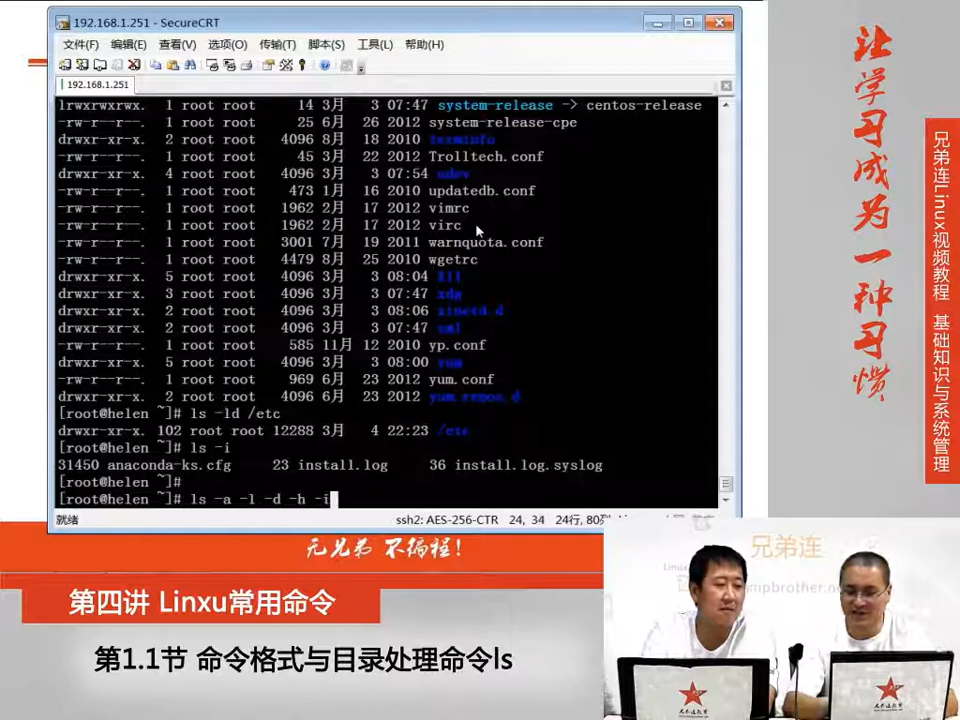 192.168.1.251 - SecureCRT
文件(F) 编辑(E) 查看(V) 选项(O) 传输(T) 脚本(S) 工具(L) 帮助(H)
192.168.1.251
lrwxrwxrwx. 1 root root 14 3月 3 07:47 system-release -> centos-release
-rw-r--r--. 1 root root 25 6月 26 2012 system-release-cpe
drwxr-xr-x. 2 root root 4096 8月 18 2010 terminfo
-rw-r--r--. 1 root root 45 3月 22 2012 Trolltech.conf
drwxr-xr-x. 4 root root 4096 3月 3 07:54 udev
-rw-r--r--. 1 root root 473 1月 16 2010 updatedb.conf
-rw-r--r--. 1 root root 1962 2月 17 2012 vimrc
-rw-r--r--. 1 root root 1962 2月 17 2012 virc
-rw-r--r--. 1 root root 3001 7月 19 2011 warnquota.conf
-rw-r--r--. 1 root root 4479 8月 25 2010 wgetrc
drwxr-xr-x. 5 root root 4096 3月 3 08:04 X11
drwxr-xr-x. 3 root root 4096 3月 3 07:47 xdg
drwxr-xr-x. 2 root root 4096 3月 3 08:06 xinetd.d
drwxr-xr-x. 2 root root 4096 3月 3 07:47 xml
-rw-r--r--. 1 root root 585 11月 12 2010 yp.conf
drwxr-xr-x. 5 root root 4096 3月 3 08:00 yum
-rw-r--r--. 1 root root 969 6月 23 2012 yum.conf
drwxr-xr-x. 2 root root 4096 6月 23 2012 yum.repos.d
[root@helen ~]# ls -ld /etc
drwxr-xr-x. 102 root root 12288 3月 4 22:23 /etc
[root@helen ~]# ls -i
31450 anaconda-ks.cfg 23 install.log 36 install.log.syslog
[root@helen ~]#
[root@helen ~]# ls -a -l -d -h -i
就绪 ssh2: AES-256-CTR 24, 34 24行, 80列
让学习成为一种习惯
兄弟连Linux视频教程 基础知识与系统管理
无兄弟 不编程!
第四讲 Linxu常用命令
第1.1节 命令格式与目录处理命令ls
兄弟连
Linux
mpbrother.ne